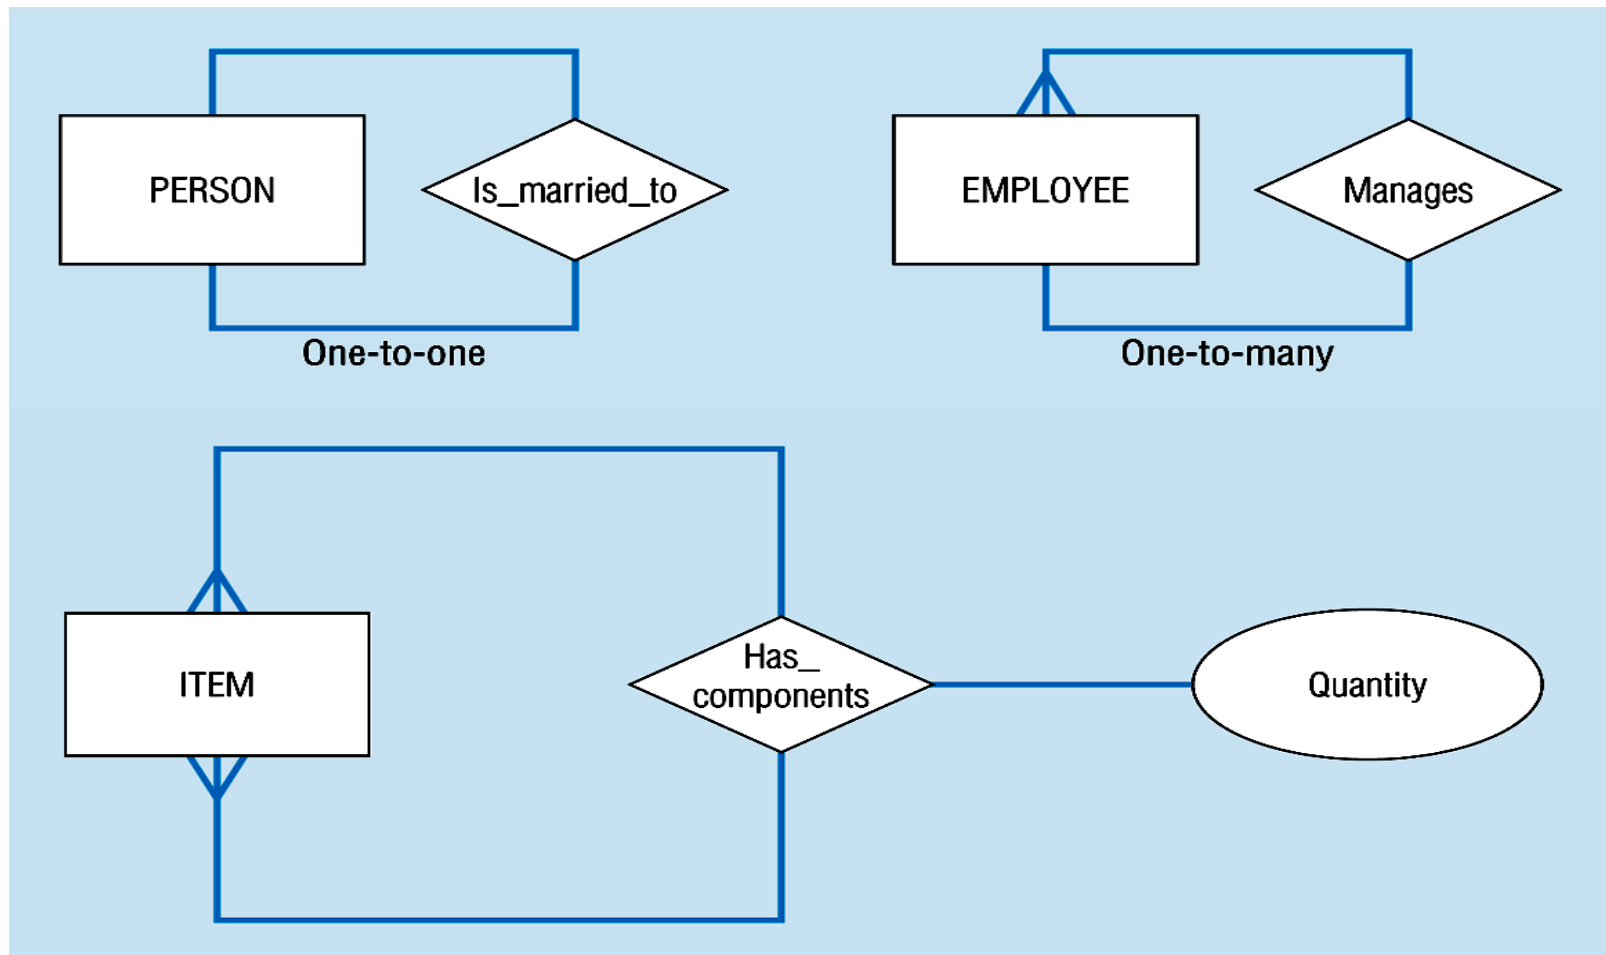 PERSON
Is_married_to
One-to-one
EMPLOYEE
Manages
One-to-many
ITEM
Has_
components
Quantity